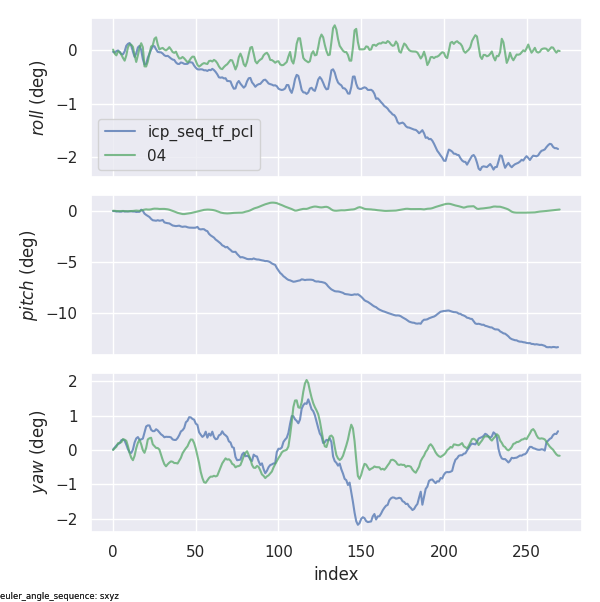 0
−1
−2
roll (deg)
icp_seq_tf_pcl
04
0
−5
−10
pitch (deg)
2
1
0
−1
−2
yaw (deg)
0 50 100 150 200 250
index
euler_angle_sequence: sxyz